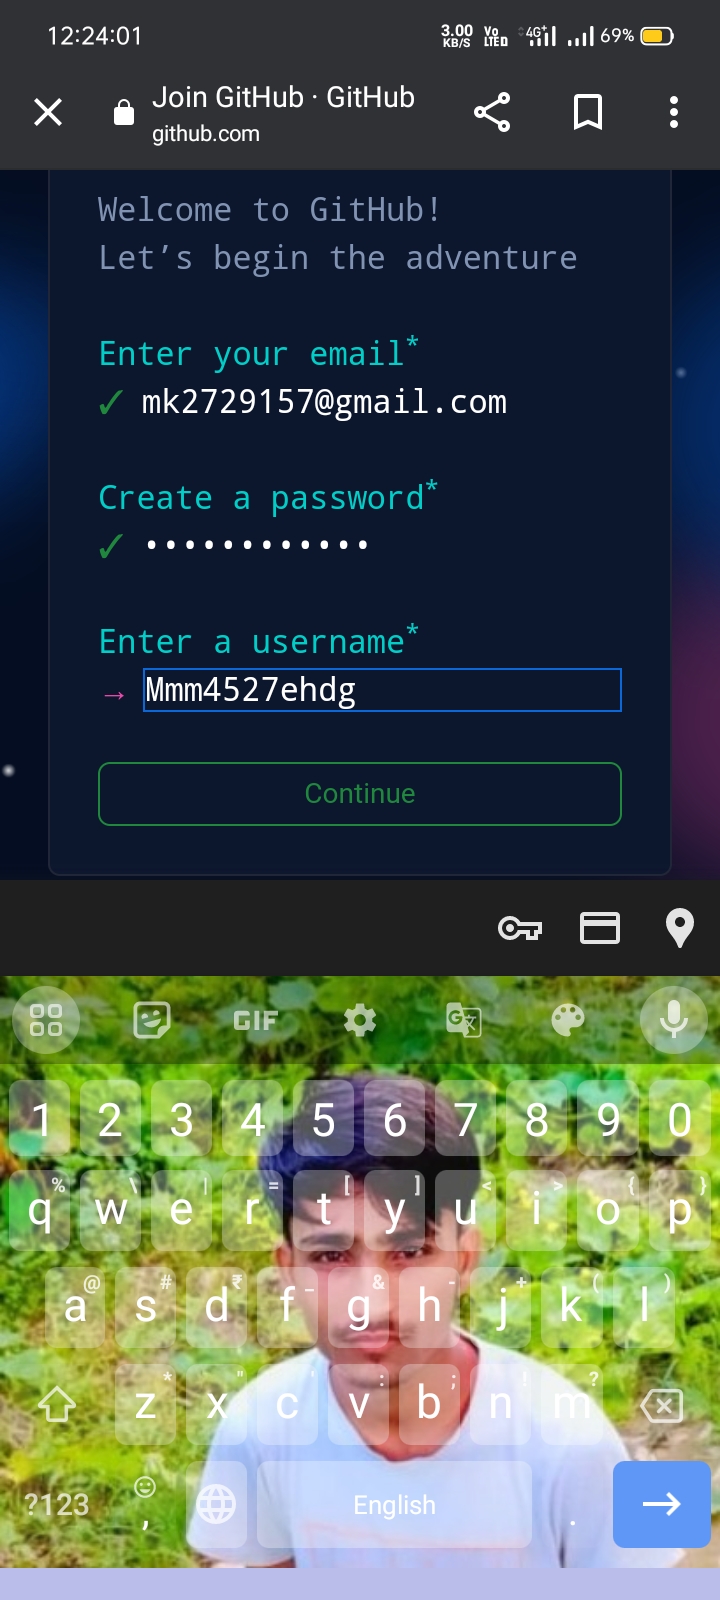 12:24:01 3.00 KB/S Vo LTE 4G+ 69%
Join GitHub · GitHub
github.com
Welcome to GitHub!
Let’s begin the adventure
Enter your email*
✓ mk2729157@gmail.com
Create a password*
✓ ••••••••••••
Enter a username*
→ Mmm4527ehdg
Continue
GIF G文
1 2 3 4 5 6 7 8 9 0
% \ | = [ ] < > { }
q w e r t y u i o p
@ # ₹ _ & - + ( )
a s d f g h j k l
* " ' : ; ! ?
z x c v b n m
?123 , English .